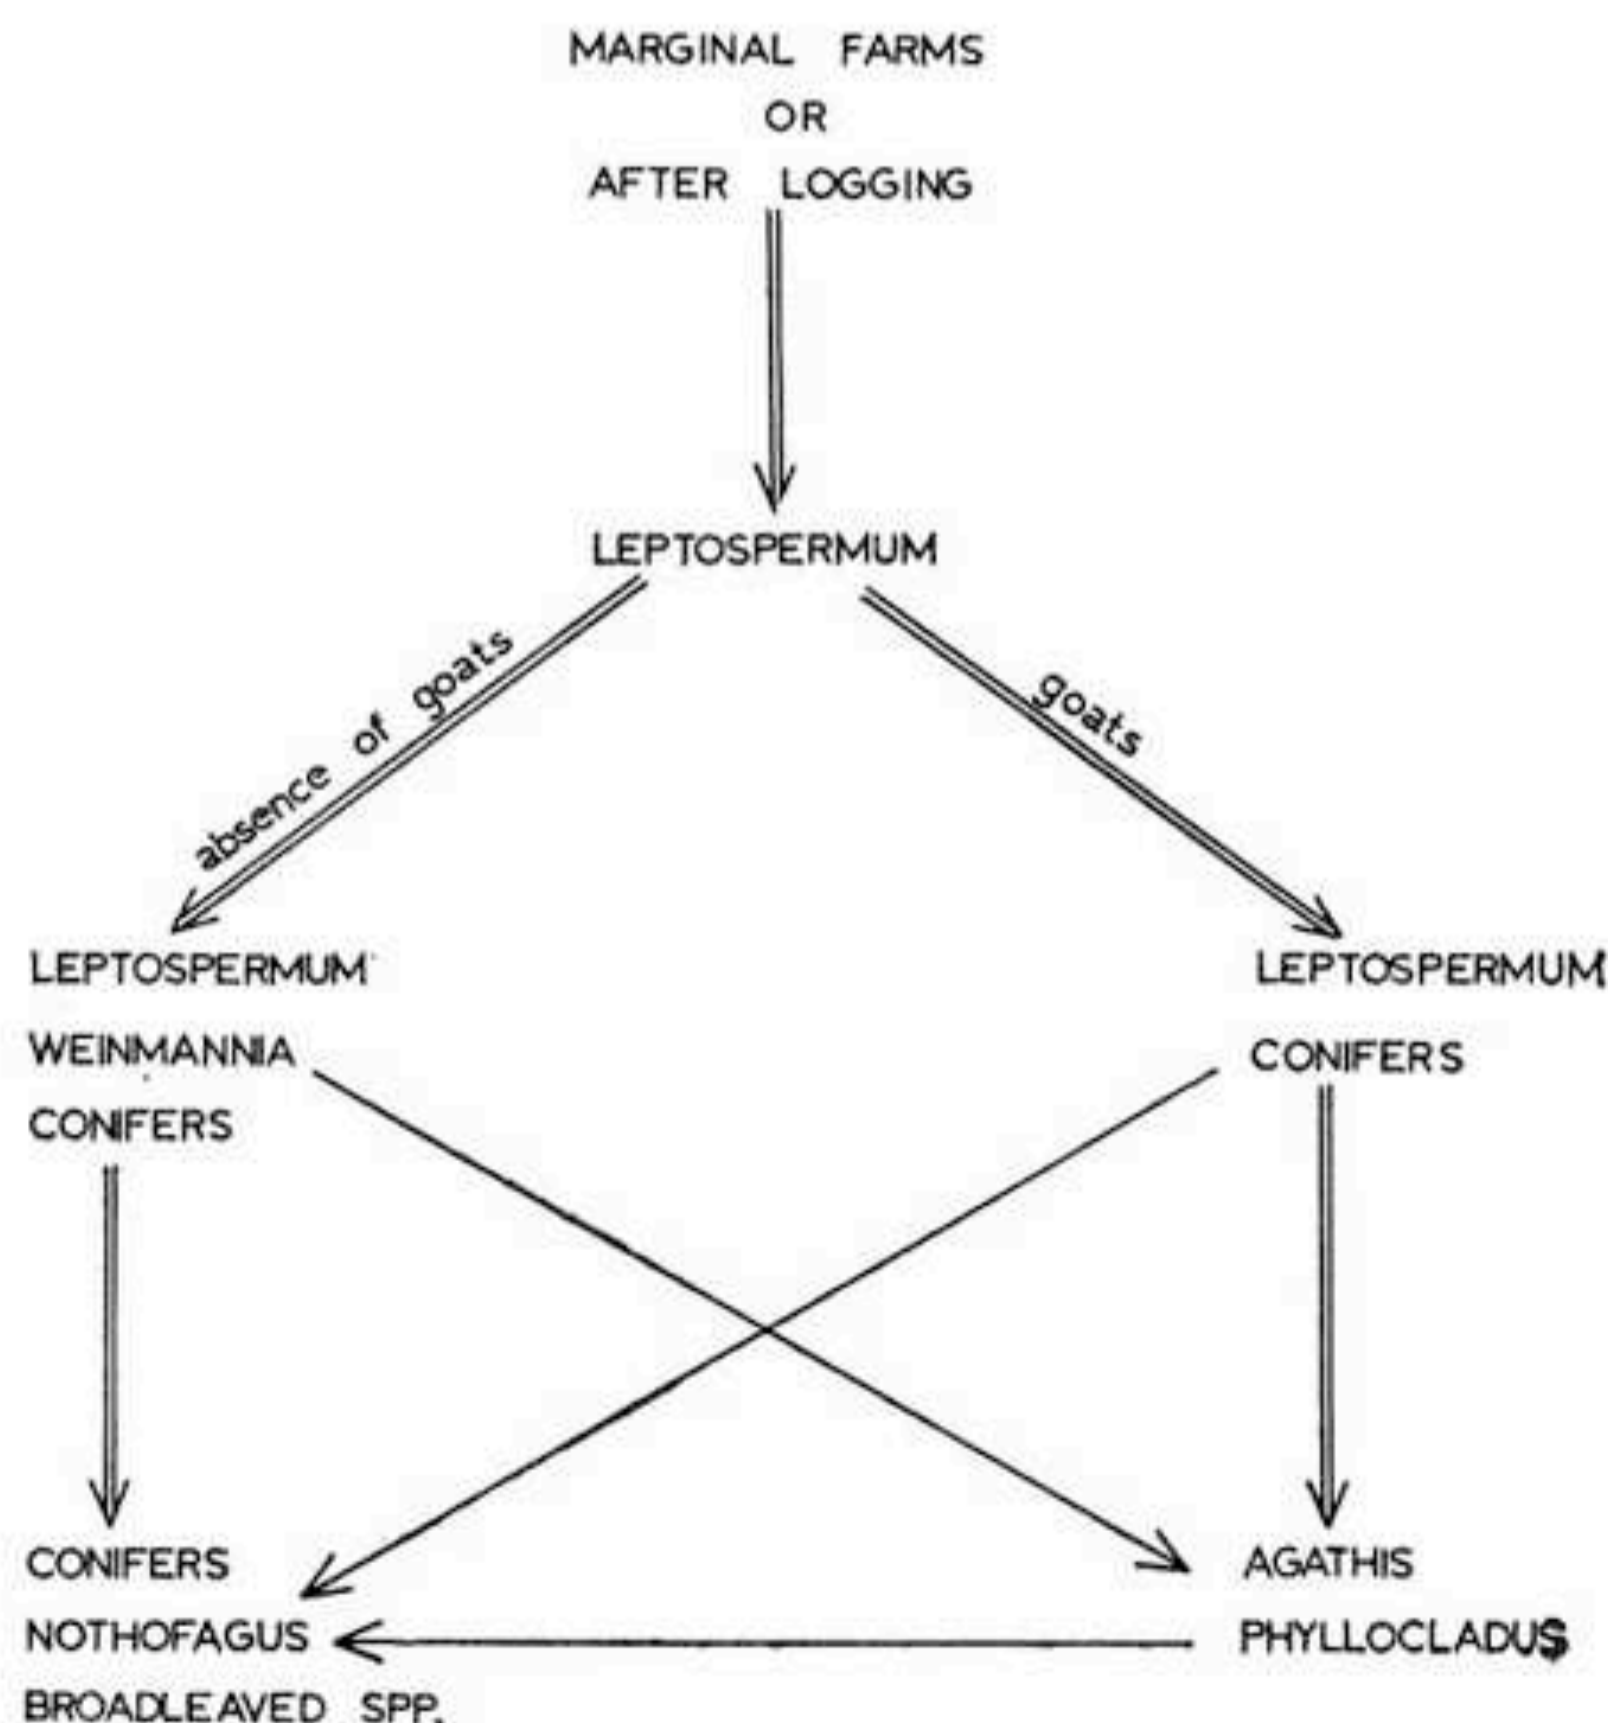 MARGINAL FARMS
OR
AFTER LOGGING
LEPTOSPERMUM
absence of goats
goats
LEPTOSPERMUM
WEINMANNIA
CONIFERS
LEPTOSPERMUM
CONIFERS
CONIFERS
NOTHOFAGUS
BROADLEAVED SPP.
AGATHIS
PHYLLOCLADUS